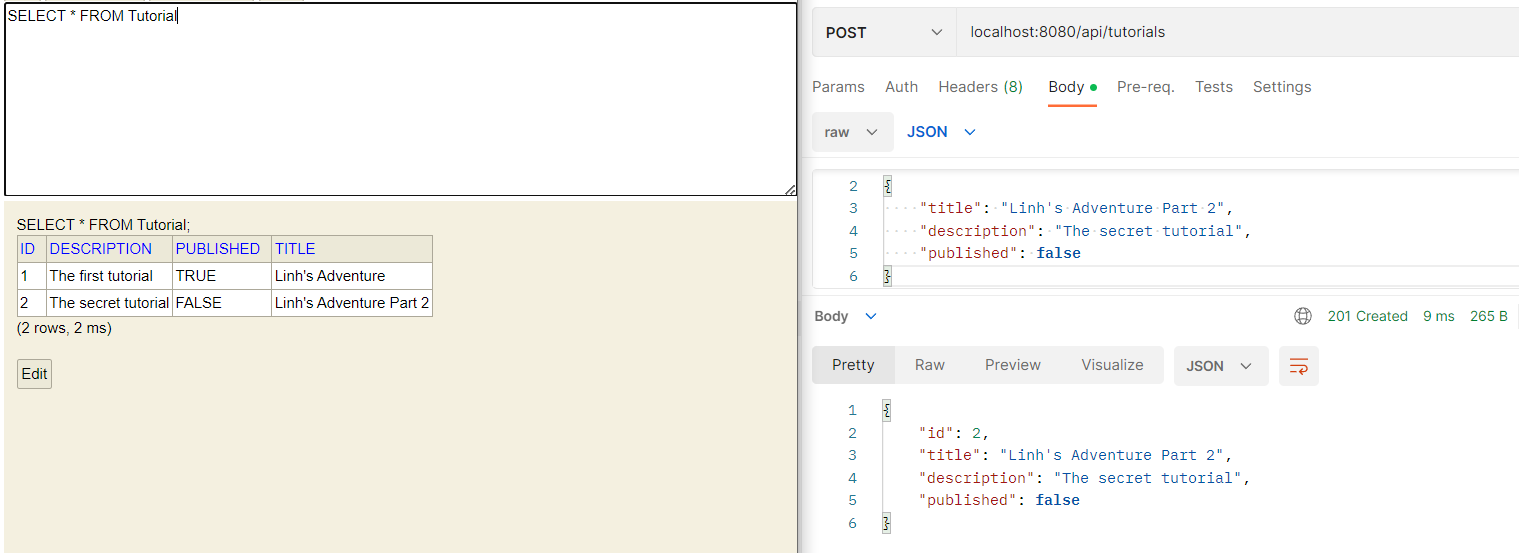 SELECT * FROM Tutorial
SELECT * FROM Tutorial;
ID DESCRIPTION PUBLISHED TITLE
1 The first tutorial TRUE Linh's Adventure
2 The secret tutorial FALSE Linh's Adventure Part 2
(2 rows, 2 ms)
Edit
POST localhost:8080/api/tutorials
Params Auth Headers (8) Body Pre-req. Tests Settings
raw JSON
2 {
3 "title": "Linh's Adventure Part 2",
4 "description": "The secret tutorial",
5 "published": false
6 }
Body 201 Created 9 ms 265 B
Pretty Raw Preview Visualize JSON
1 {
2 "id": 2,
3 "title": "Linh's Adventure Part 2",
4 "description": "The secret tutorial",
5 "published": false
6 }